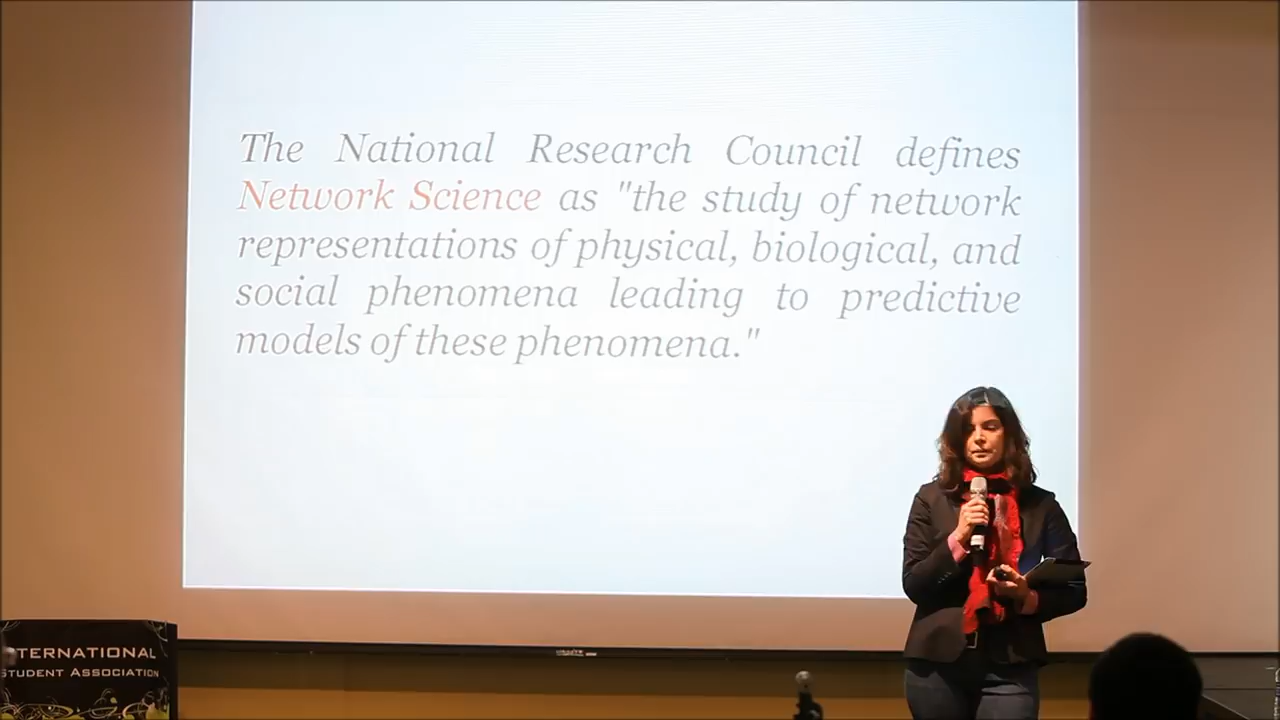 The National Research Council defines
Network Science as "the study of network
representations of physical, biological, and
social phenomena leading to predictive
models of these phenomena."
TERNATIONAL
STUDENT ASSOCIATION